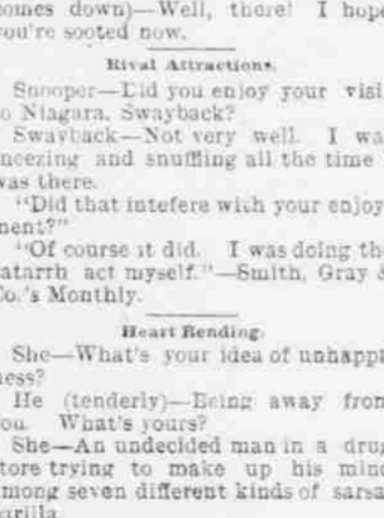 comes down)—Well, there! I hope
you're sooted now.
Rival Attractions.
Snooper—Did you enjoy your visi
o Niagara, Swayback?
Swayback—Not very well. I wa
neezing and snuffling all the time
was there.
"Did that intefere with your enjoy
ment?"
"Of course it did. I was doing the
atarrh act myself."—Smith, Gray &
Co.'s Monthly.
Heart Rending.
She—What's your idea of unhappi
ness?
He (tenderly)—Being away from
you. What's yours?
She—An undecided man in a drug
tore trying to make up his mind
among seven different kinds of sarsa
arilla.